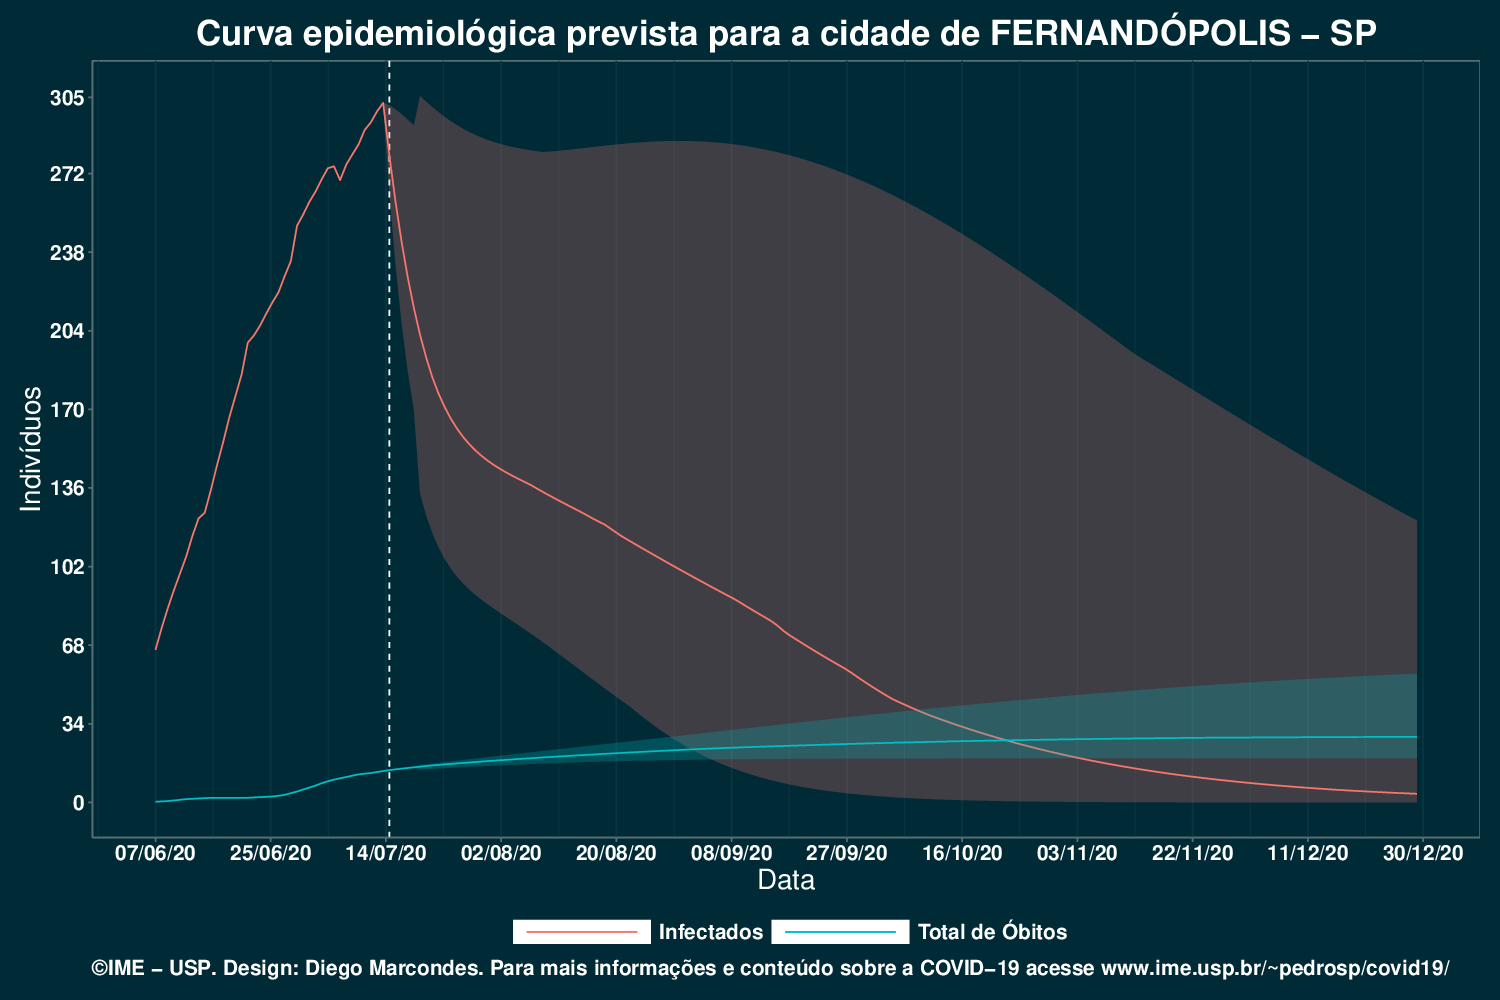 Curva epidemiológica prevista para a cidade de FERNANDÓPOLIS – SP
305
272
238
204
170
136
102
68
34
0
Indivíduos
07/06/20 25/06/20 14/07/20 02/08/20 20/08/20 08/09/20 27/09/20 16/10/20 03/11/20 22/11/20 11/12/20 30/12/20
Data
Infectados Total de Óbitos
©IME – USP. Design: Diego Marcondes. Para mais informações e conteúdo sobre a COVID–19 acesse www.ime.usp.br/~pedrosp/covid19/